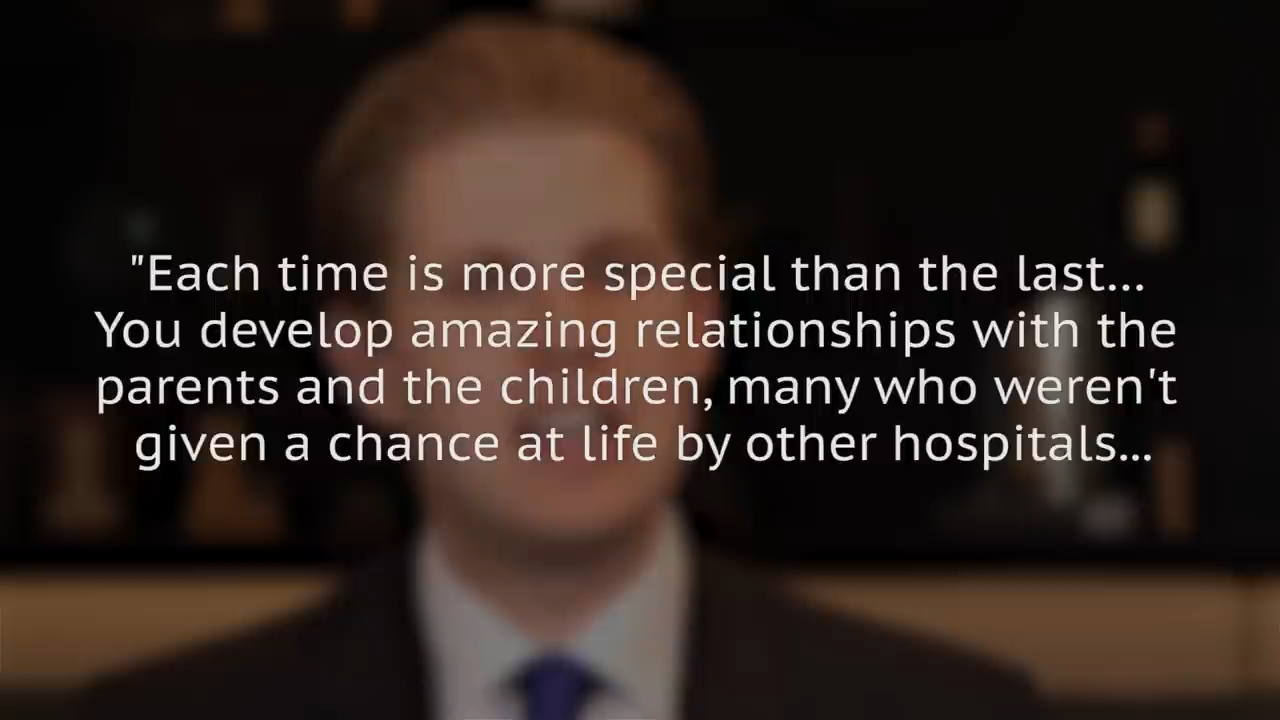 "Each time is more special than the last...
You develop amazing relationships with the
parents and the children, many who weren't
given a chance at life by other hospitals...